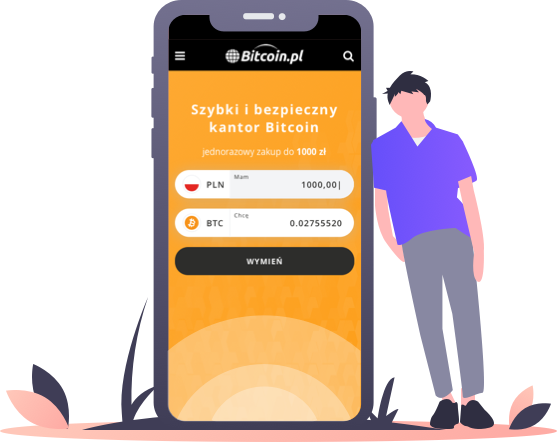 Bitcoin.pl
Szybki i bezpieczny
kantor Bitcoin
jednorazowy zakup do 1000 zł
Mam
PLN 1000,00|
Chcę
BTC 0.02755520
WYMIEŃ